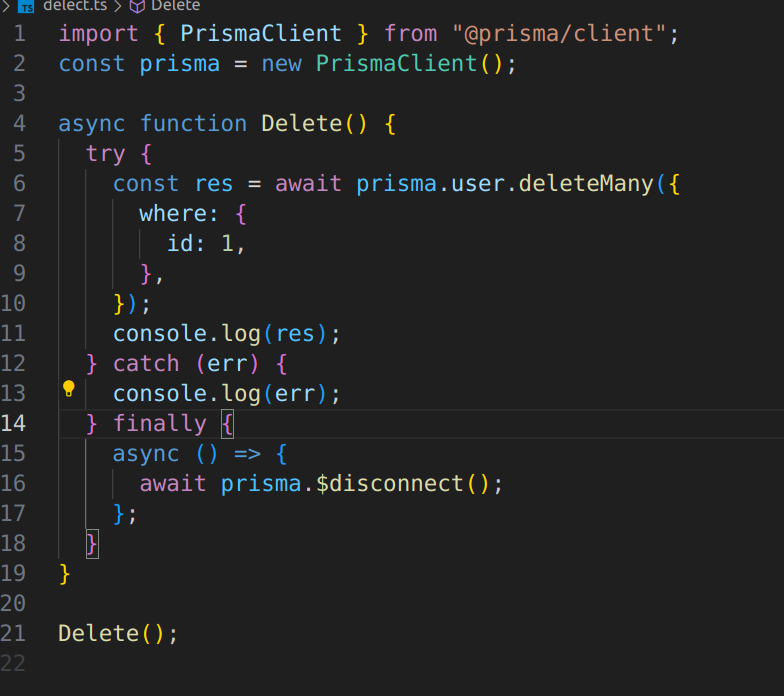 TS delect.ts > Delete
1 import { PrismaClient } from "@prisma/client";
2 const prisma = new PrismaClient();
3
4 async function Delete() {
5   try {
6     const res = await prisma.user.deleteMany({
7       where: {
8         id: 1,
9       },
10     });
11     console.log(res);
12   } catch (err) {
13     console.log(err);
14   } finally {
15     async () => {
16       await prisma.$disconnect();
17     };
18   }
19 }
20
21 Delete();
22